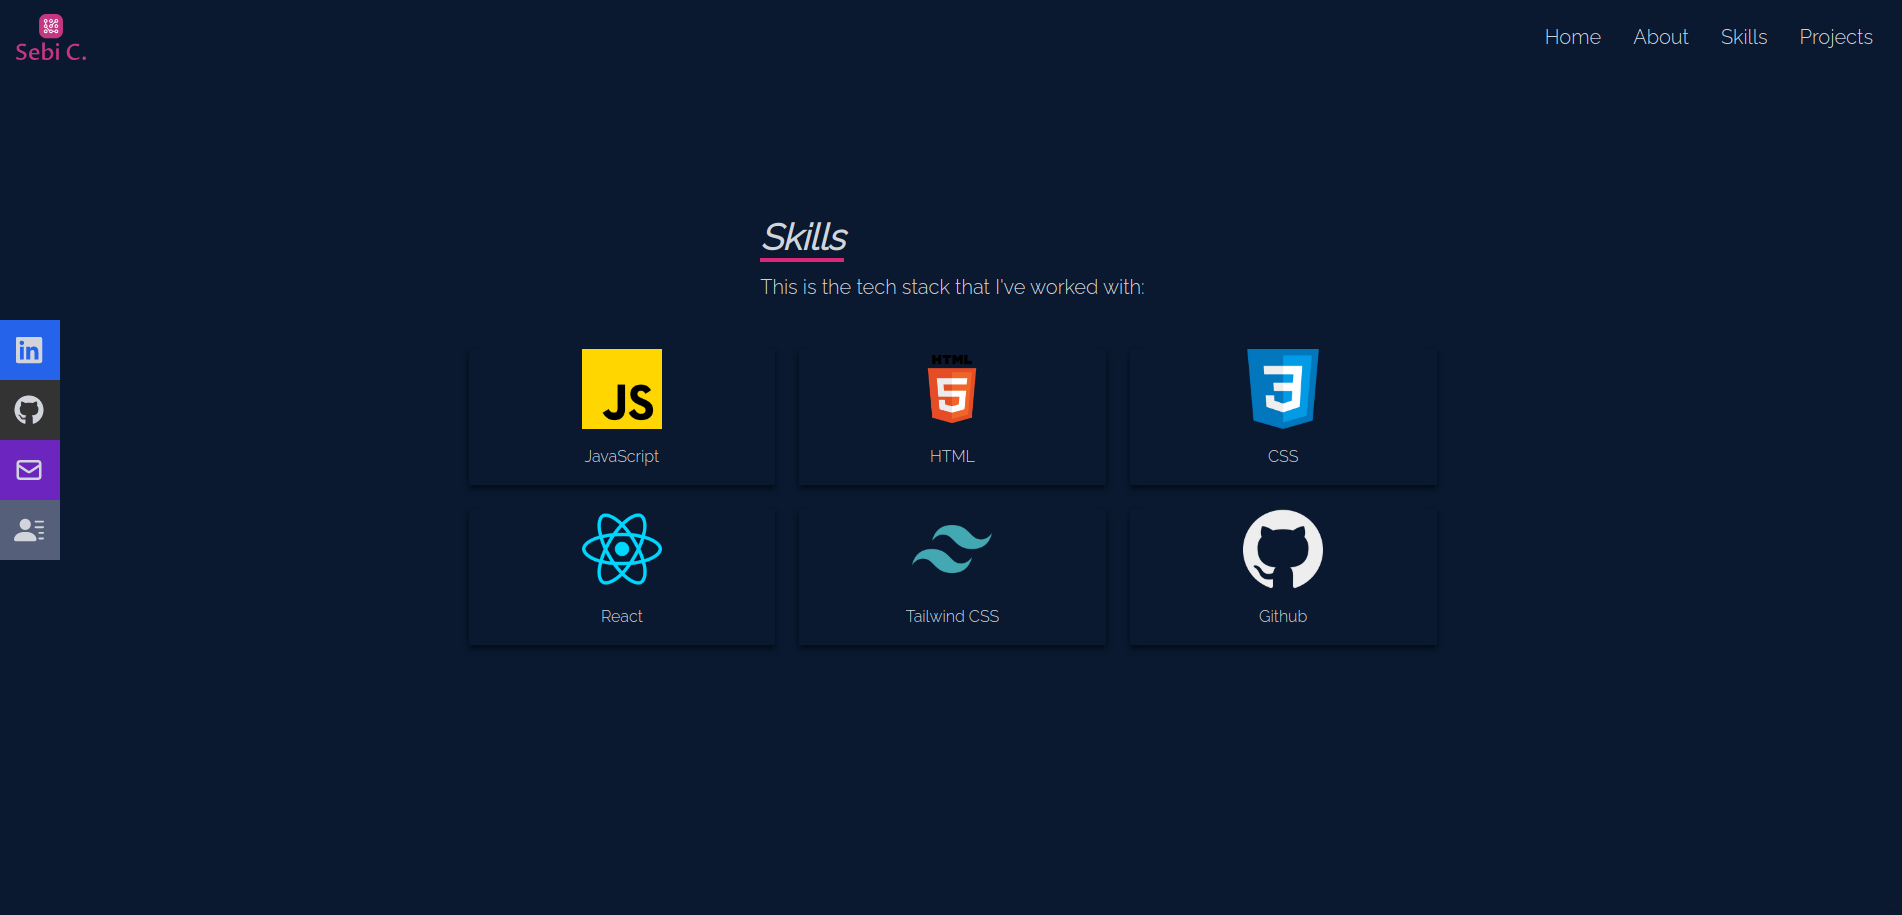 Sebi C.
Home About Skills Projects
Skills
This is the tech stack that I've worked with:
in
JS HTML 5 3
JavaScript HTML CSS
React Tailwind CSS Github